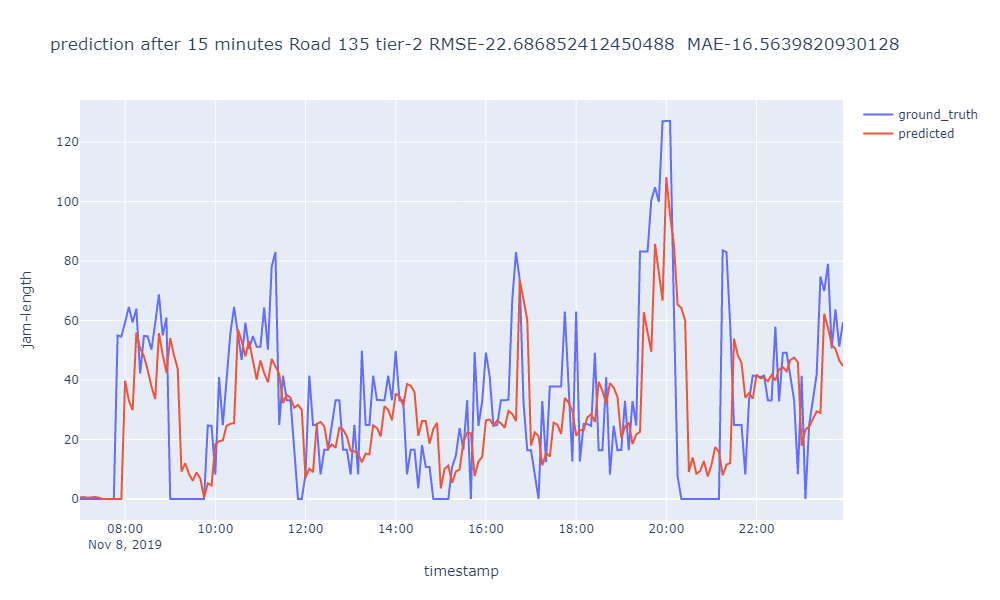 prediction after 15 minutes Road 135 tier-2 RMSE-22.686852412450488  MAE-16.5639820930128
ground_truth
predicted
120
100
80
60
40
20
0
jam-length
08:00 10:00 12:00 14:00 16:00 18:00 20:00 22:00
Nov 8, 2019
timestamp